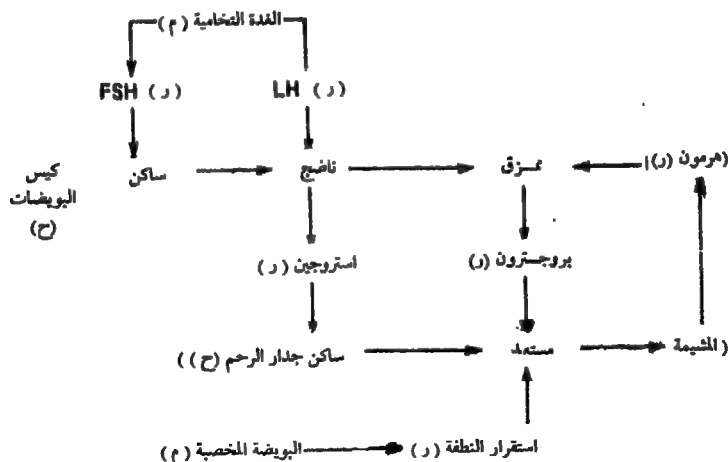 الغدة النخامية (م)
FSH (ر)
LH (ر)
كيس
البويضات
(ح)
ساكن
ناضج
ممزق
(هرمون (ر)
استروجين (ر)
بروجسترون (ر)
ساكن جدار الرحم (ح))
مستعد
(المشيمة
البويضة المخصبة (م)
استقرار النطفة (ر)